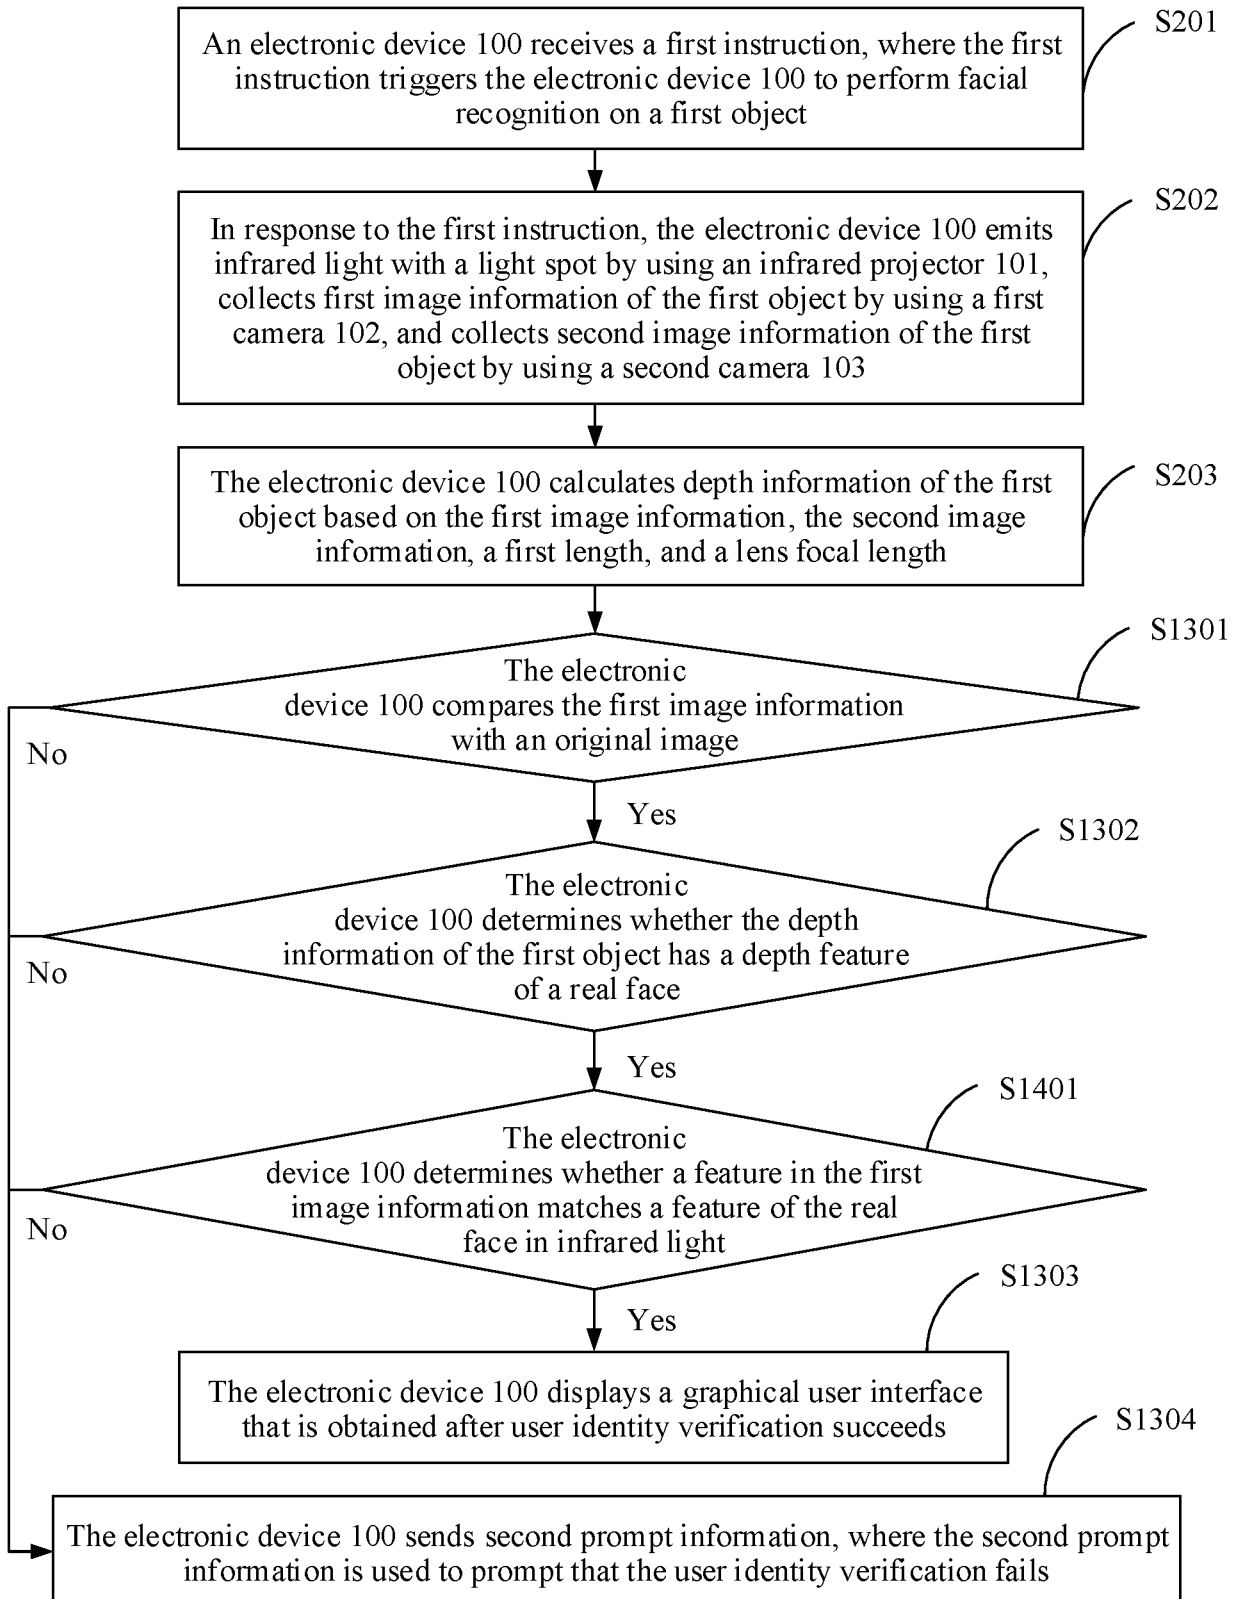 S201
An electronic device 100 receives a first instruction, where the first
instruction triggers the electronic device 100 to perform facial
recognition on a first object
S202
In response to the first instruction, the electronic device 100 emits
infrared light with a light spot by using an infrared projector 101,
collects first image information of the first object by using a first
camera 102, and collects second image information of the first
object by using a second camera 103
S203
The electronic device 100 calculates depth information of the first
object based on the first image information, the second image
information, a first length, and a lens focal length
S1301
The electronic
device 100 compares the first image information
with an original image
No
Yes
S1302
The electronic
device 100 determines whether the depth
information of the first object has a depth feature
of a real face
No
Yes
S1401
The electronic
device 100 determines whether a feature in the first
image information matches a feature of the real
face in infrared light
No
Yes
S1303
The electronic device 100 displays a graphical user interface
that is obtained after user identity verification succeeds
S1304
The electronic device 100 sends second prompt information, where the second prompt
information is used to prompt that the user identity verification fails